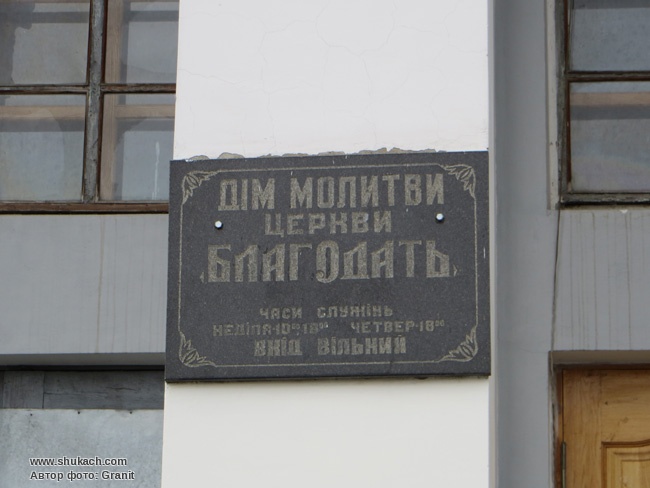 ДІМ МОЛИТВИ
ЦЕРКВИ
„БЛАГОДАТЬ„
ЧАСИ СЛУЖІНЬ
НЕДІЛЯ-10⁰⁰,18⁰⁰ ЧЕТВЕР-18⁰⁰
ВХІД ВІЛЬНИЙ
www.shukach.com
Автор фото: Granit